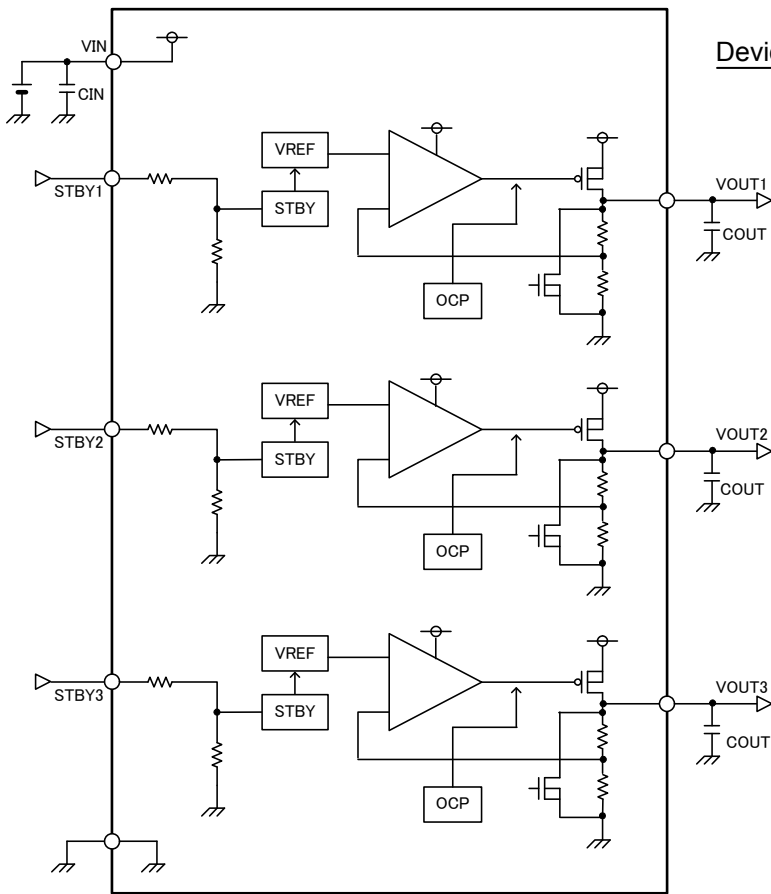 VIN
CIN
Devic
STBY1
VREF
STBY
OCP
VOUT1
COUT
STBY2
VREF
STBY
OCP
VOUT2
COUT
STBY3
VREF
STBY
OCP
VOUT3
COUT